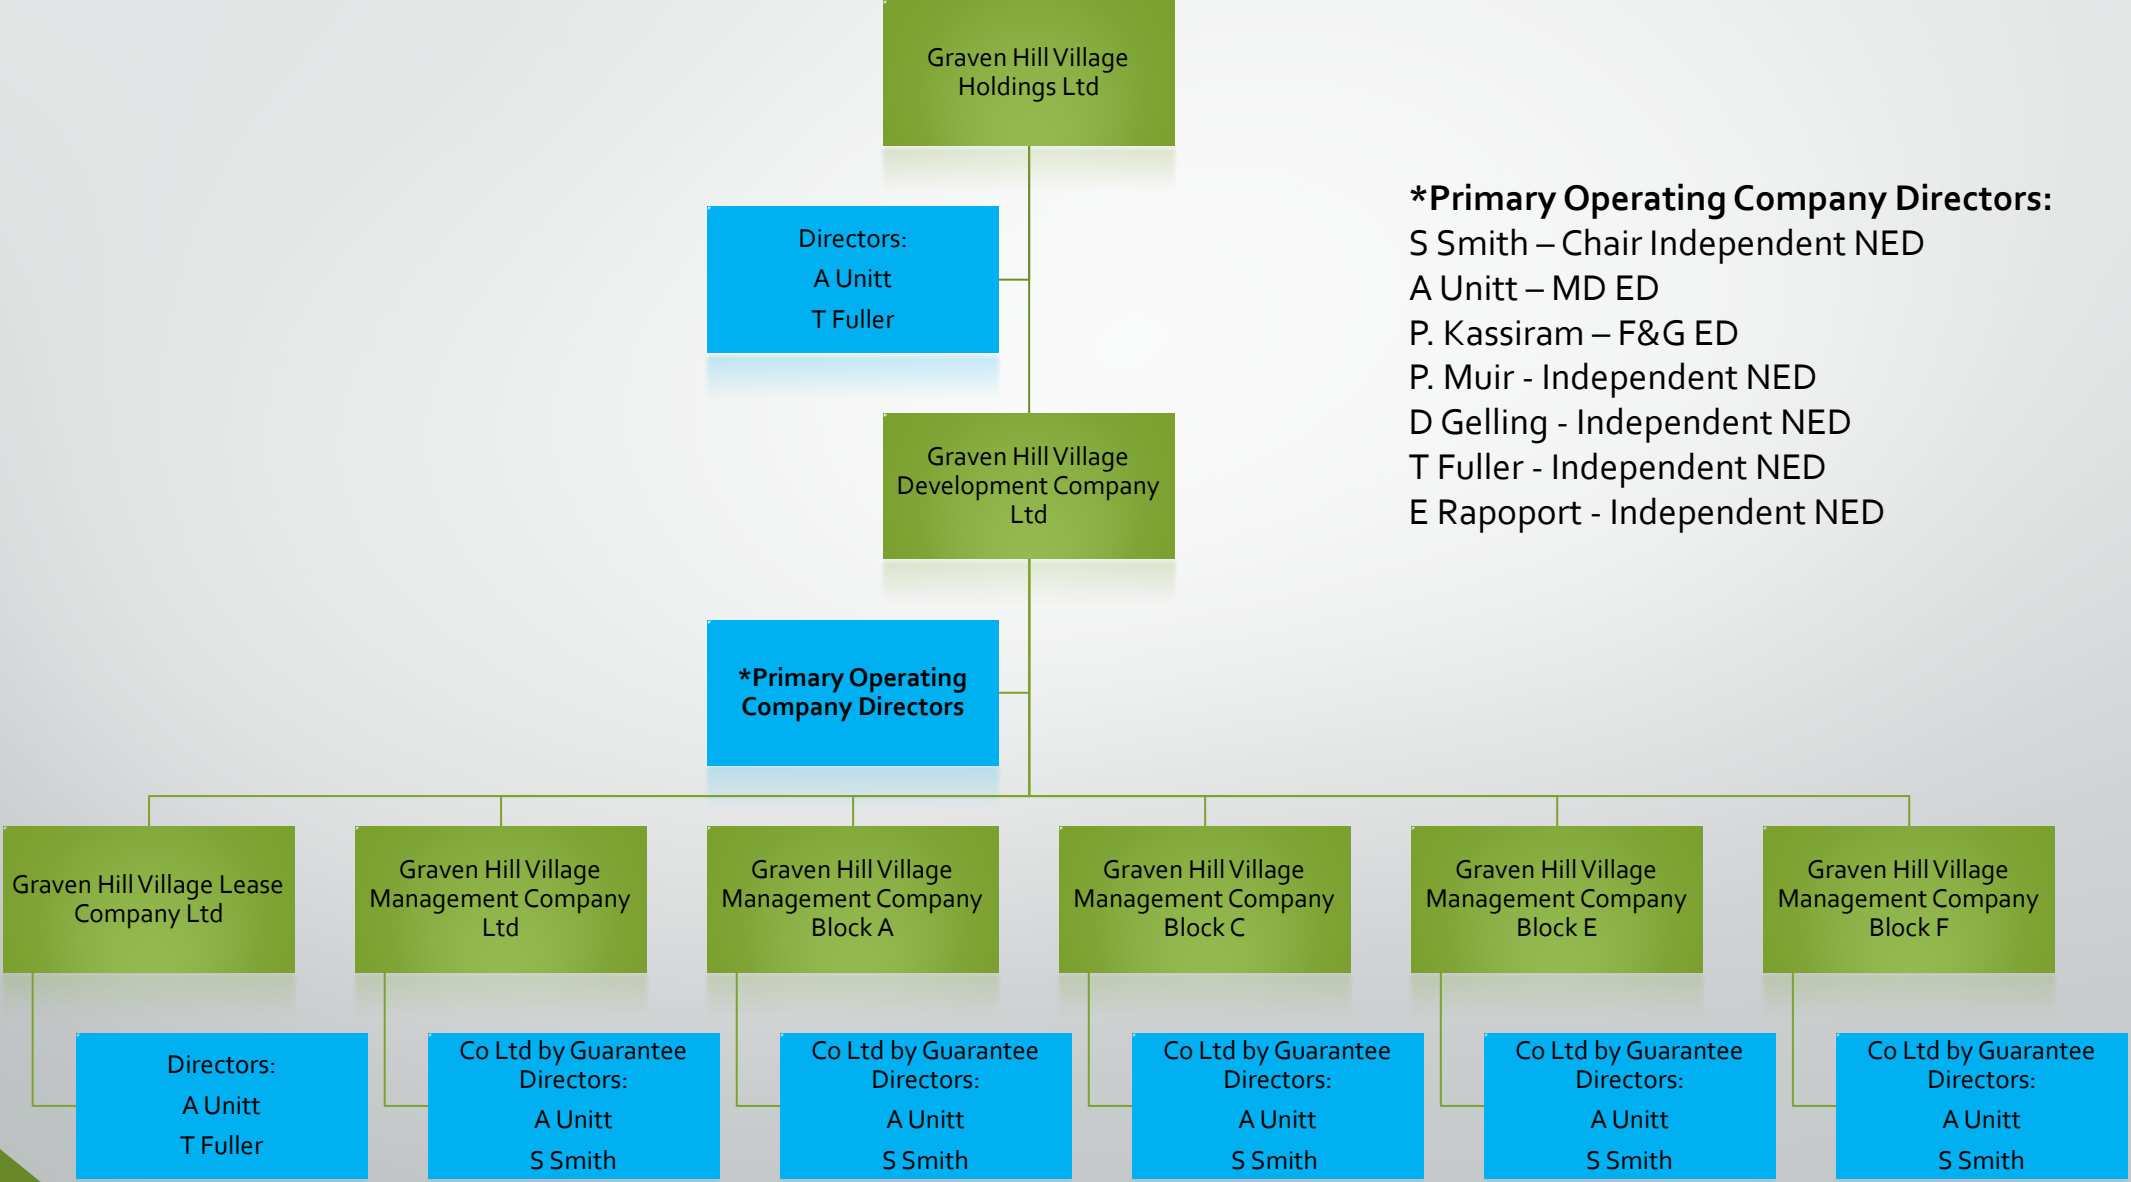 Graven Hill Village
Holdings Ltd
Directors:
A Unitt
T Fuller
*Primary Operating Company Directors:
S Smith – Chair Independent NED
A Unitt – MD ED
P. Kassiram – F&G ED
P. Muir - Independent NED
D Gelling - Independent NED
T Fuller - Independent NED
E Rapoport - Independent NED
Graven Hill Village
Development Company
Ltd
*Primary Operating
Company Directors
Graven Hill Village Lease
Company Ltd
Graven Hill Village
Management Company
Ltd
Graven Hill Village
Management Company
Block A
Graven Hill Village
Management Company
Block C
Graven Hill Village
Management Company
Block E
Graven Hill Village
Management Company
Block F
Directors:
A Unitt
T Fuller
Co Ltd by Guarantee
Directors:
A Unitt
S Smith
Co Ltd by Guarantee
Directors:
A Unitt
S Smith
Co Ltd by Guarantee
Directors:
A Unitt
S Smith
Co Ltd by Guarantee
Directors:
A Unitt
S Smith
Co Ltd by Guarantee
Directors:
A Unitt
S Smith